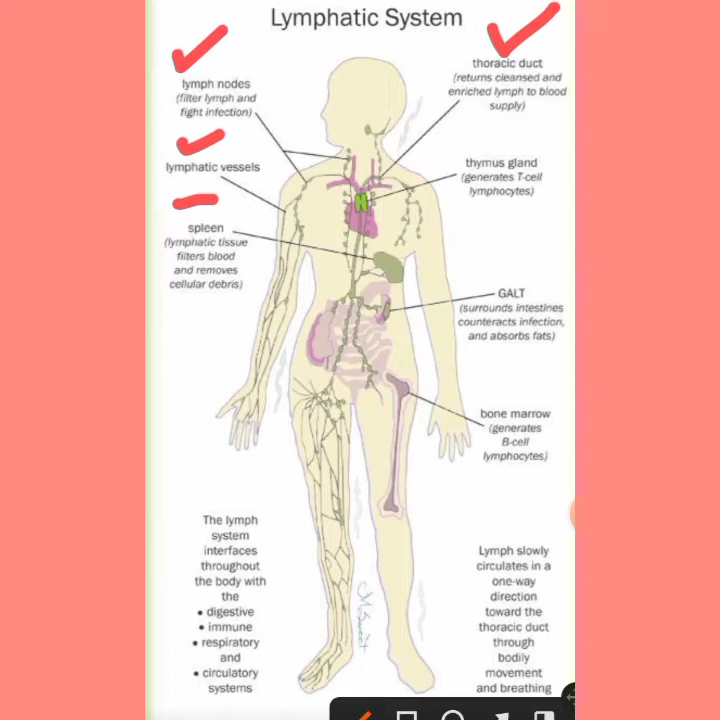 Lymphatic System
lymph nodes
(filter lymph and
fight infection)
lymphatic vessels
spleen
(lymphatic tissue
filters blood
and removes
cellular debris)
thoracic duct
(returns cleansed and
enriched lymph to blood
supply)
thymus gland
(generates T-cell
lymphocytes)
GALT
(surrounds intestines
counteracts infection,
and absorbs fats)
bone marrow
(generates
B-cell
lymphocytes)
The lymph
system
interfaces
throughout
the body with
the
• digestive
• immune
• respiratory
and
• circulatory
systems
M Sweet
Lymph slowly
circulates in a
one-way
direction
toward the
thoracic duct
through
bodily
movement
and breathing